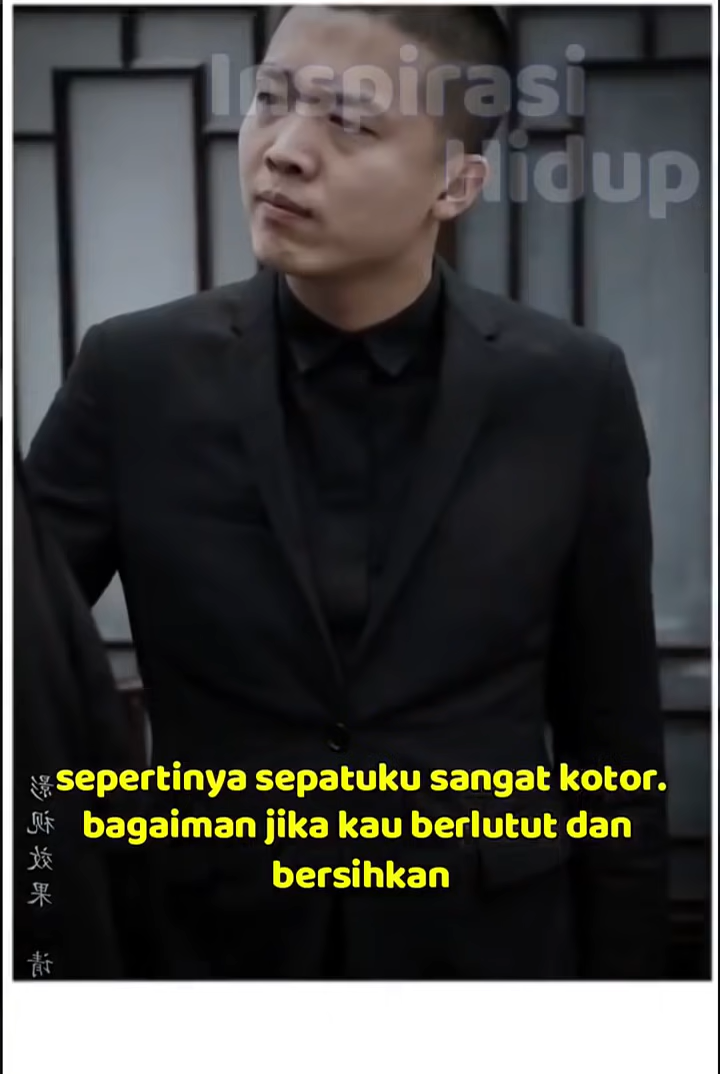 Inspirasi
Hidup
sepertinya sepatuku sangat kotor.
bagaiman jika kau berlutut dan
bersihkan
影视效果 请